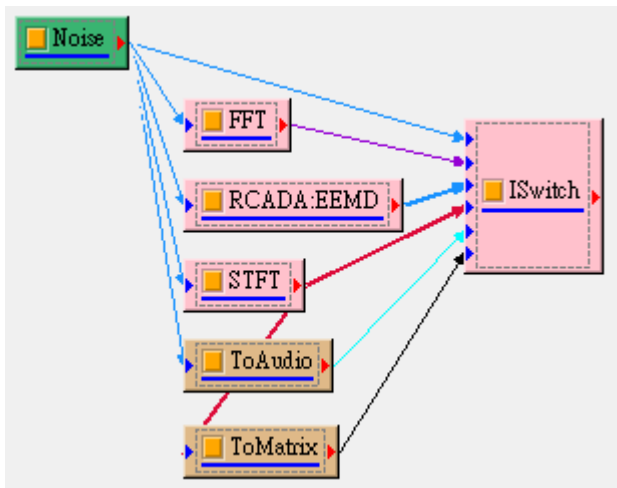 Noise
FFT
RCADA:EEMD
ISwitch
STFT
ToAudio
ToMatrix